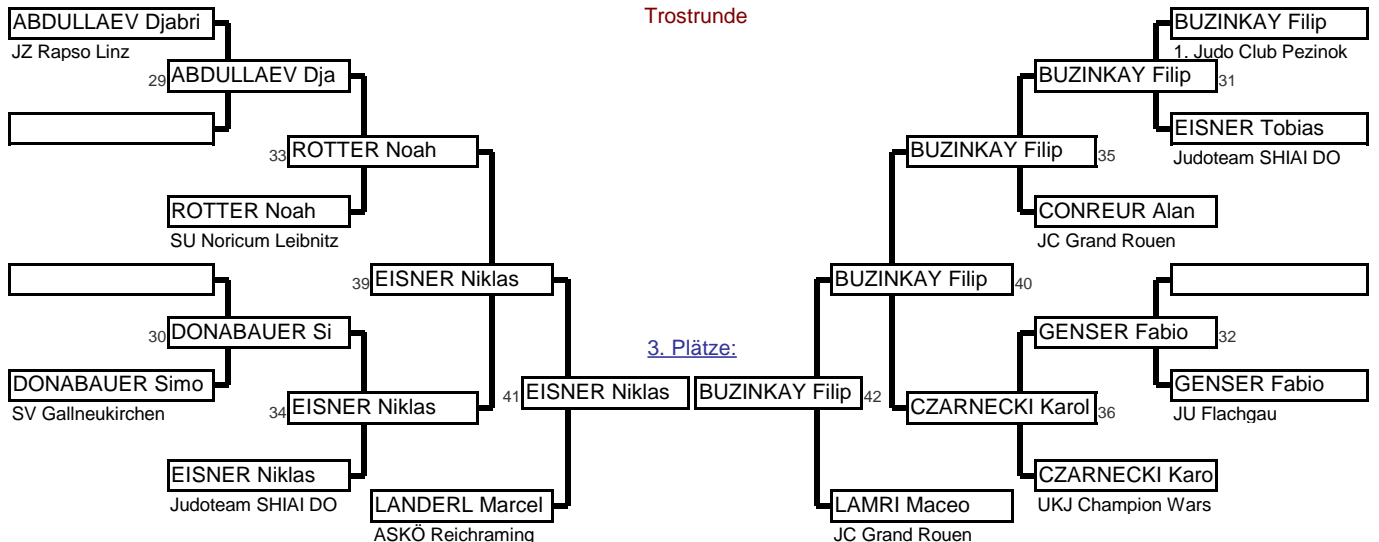 Trostrunde
ABDULLAEV Djabri
JZ Rapso Linz
29 ABDULLAEV Dja
33 ROTTER Noah
ROTTER Noah
SU Noricum Leibnitz
39 EISNER Niklas
30 DONABAUER Si
DONABAUER Simo
SV Gallneukirchen
34 EISNER Niklas
EISNER Niklas
Judoteam SHIAI DO
41 EISNER Niklas
LANDERL Marcel
ASKÖ Reichraming
3. Plätze:
BUZINKAY Filip
1. Judo Club Pezinok
BUZINKAY Filip 31
EISNER Tobias
Judoteam SHIAI DO
BUZINKAY Filip 35
CONREUR Alan
JC Grand Rouen
BUZINKAY Filip 40
GENSER Fabio 32
GENSER Fabio
JU Flachgau
BUZINKAY Filip 42
CZARNECKI Karol 36
CZARNECKI Karo
UKJ Champion Wars
LAMRI Maceo
JC Grand Rouen